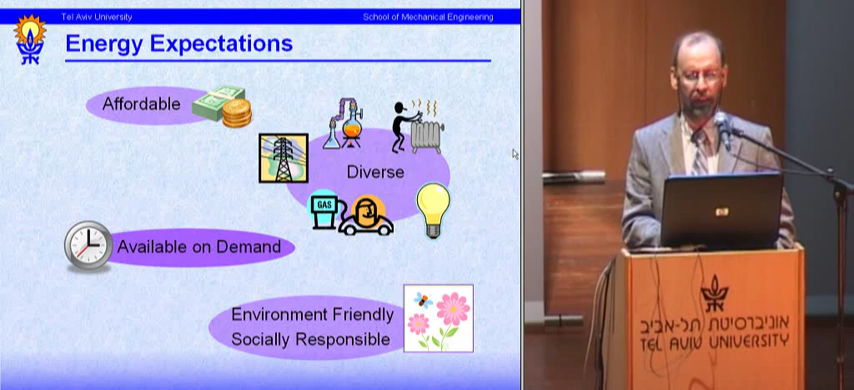 Tel Aviv University
School of Mechanical Engineering
Energy Expectations
Affordable
Diverse
GAS
Available on Demand
Environment Friendly
Socially Responsible
hp
אוניברסיטת תל-אביב
TEL AVIV UNIVERSITY